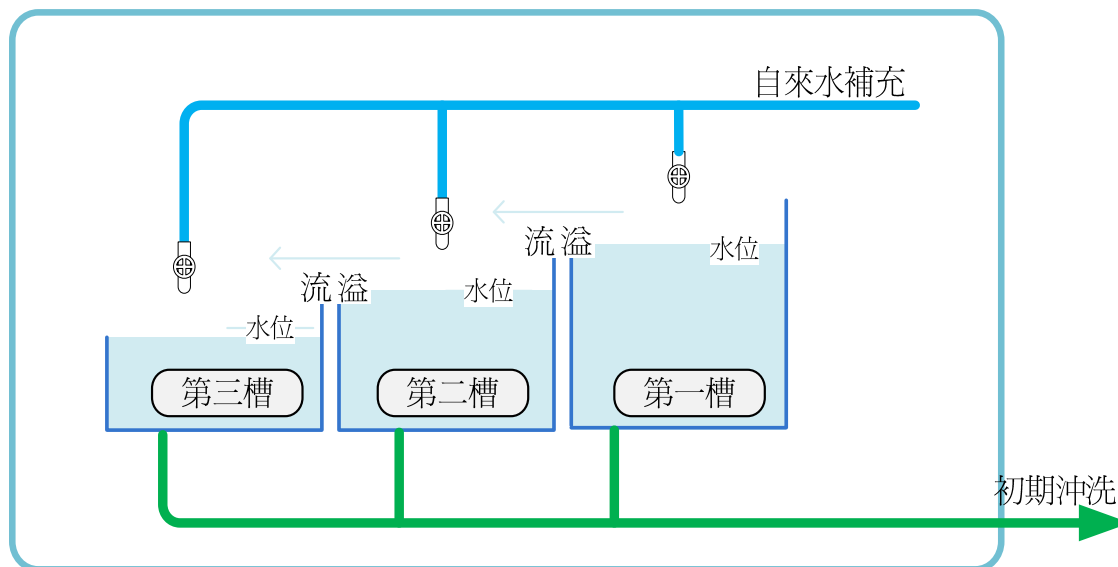 自來水補充
流溢
水位
流溢
水位
水位
第三槽
第二槽
第一槽
初期沖洗